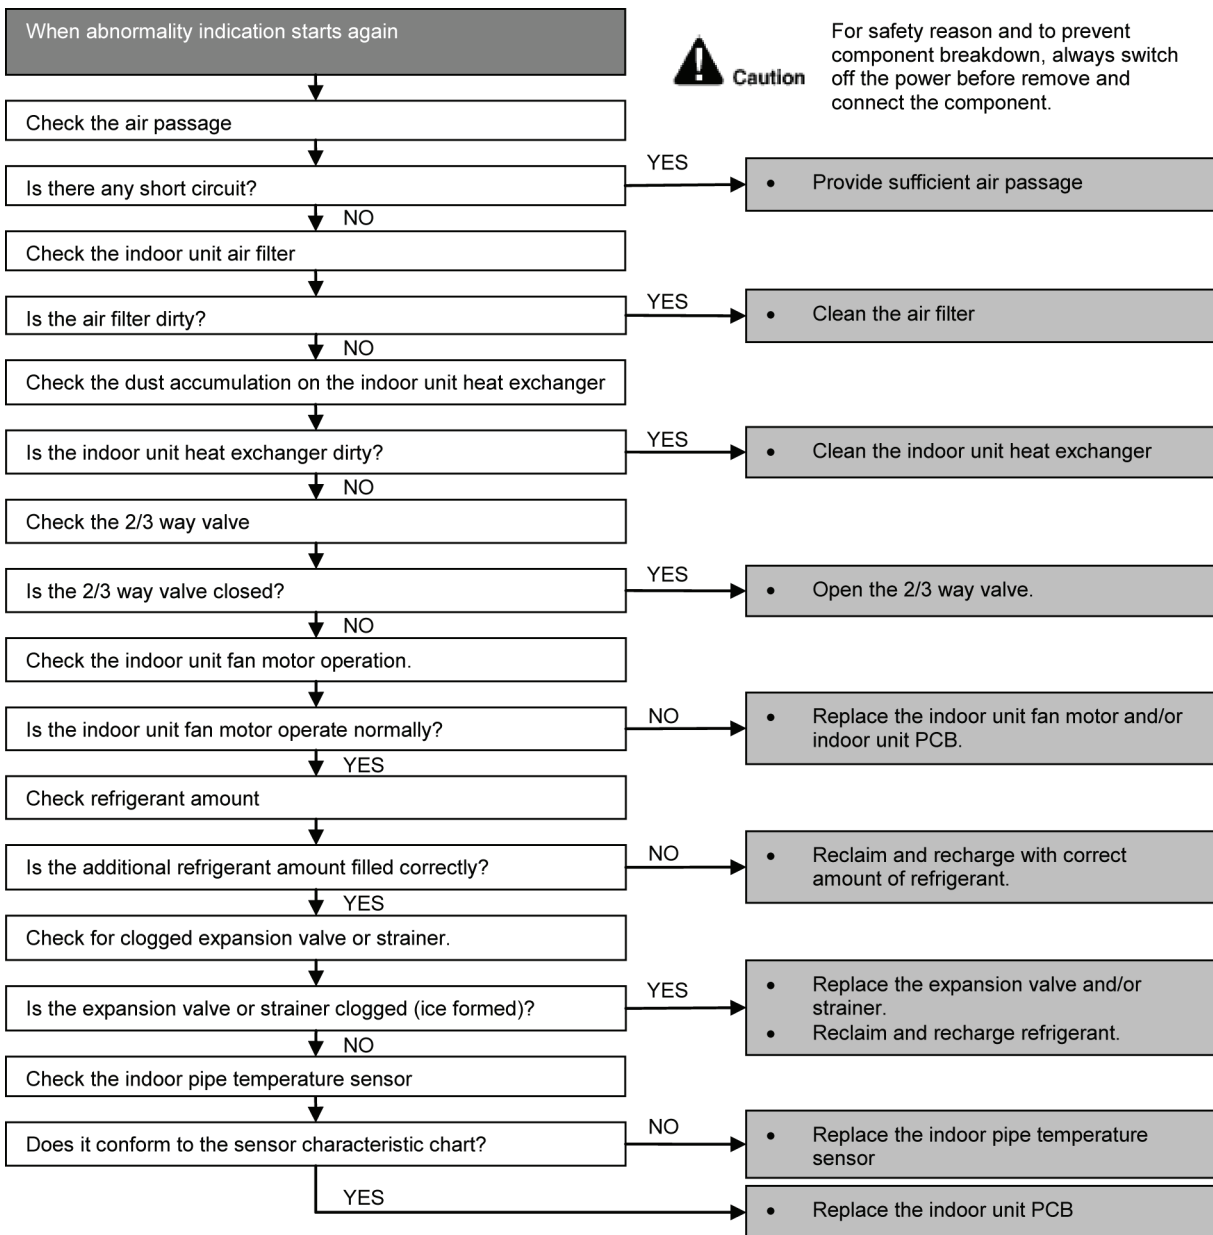 When abnormality indication starts again
Caution
For safety reason and to prevent
component breakdown, always switch
off the power before remove and
connect the component.
Check the air passage
Is there any short circuit?
YES
• Provide sufficient air passage
NO
Check the indoor unit air filter
Is the air filter dirty?
YES
• Clean the air filter
NO
Check the dust accumulation on the indoor unit heat exchanger
Is the indoor unit heat exchanger dirty?
YES
• Clean the indoor unit heat exchanger
NO
Check the 2/3 way valve
Is the 2/3 way valve closed?
YES
• Open the 2/3 way valve.
NO
Check the indoor unit fan motor operation.
Is the indoor unit fan motor operate normally?
NO
• Replace the indoor unit fan motor and/or
indoor unit PCB.
YES
Check refrigerant amount
Is the additional refrigerant amount filled correctly?
NO
• Reclaim and recharge with correct
amount of refrigerant.
YES
Check for clogged expansion valve or strainer.
Is the expansion valve or strainer clogged (ice formed)?
YES
• Replace the expansion valve and/or
strainer.
• Reclaim and recharge refrigerant.
NO
Check the indoor pipe temperature sensor
Does it conform to the sensor characteristic chart?
NO
• Replace the indoor pipe temperature
sensor
YES
• Replace the indoor unit PCB